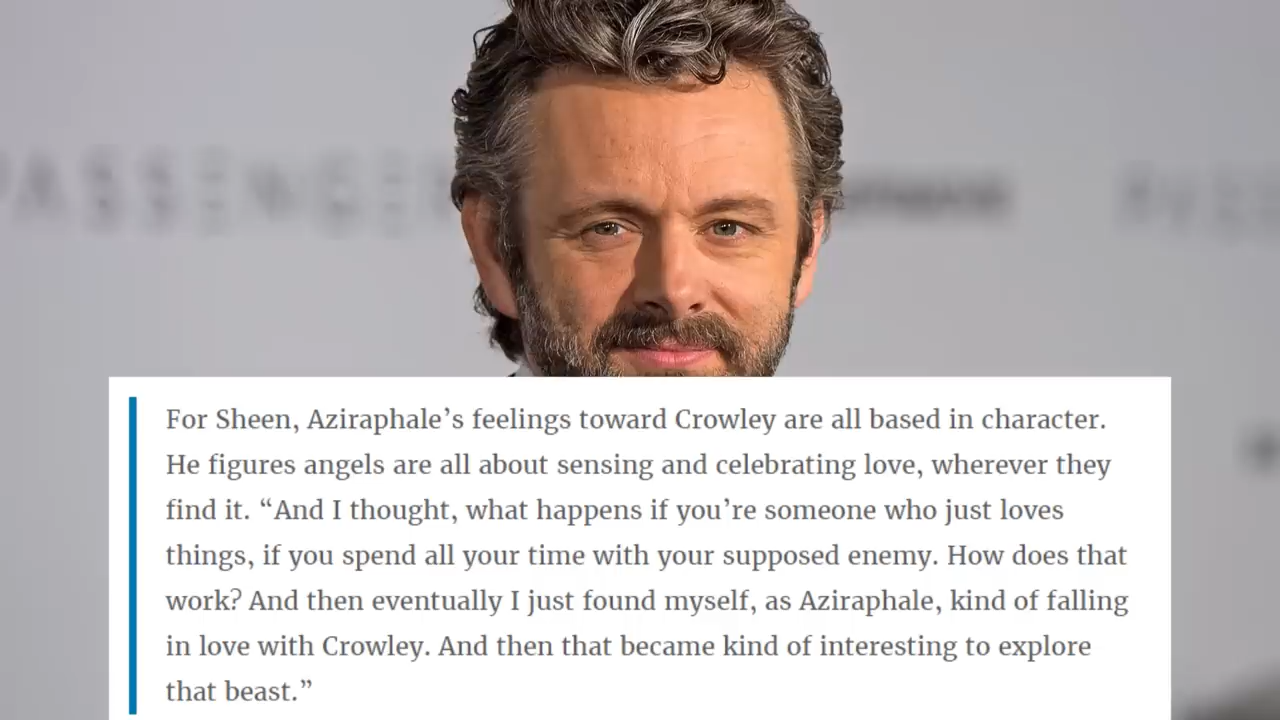 PASSENGER
For Sheen, Aziraphale’s feelings toward Crowley are all based in character.
He figures angels are all about sensing and celebrating love, wherever they
find it. “And I thought, what happens if you’re someone who just loves
things, if you spend all your time with your supposed enemy. How does that
work? And then eventually I just found myself, as Aziraphale, kind of falling
in love with Crowley. And then that became kind of interesting to explore
that beast.”